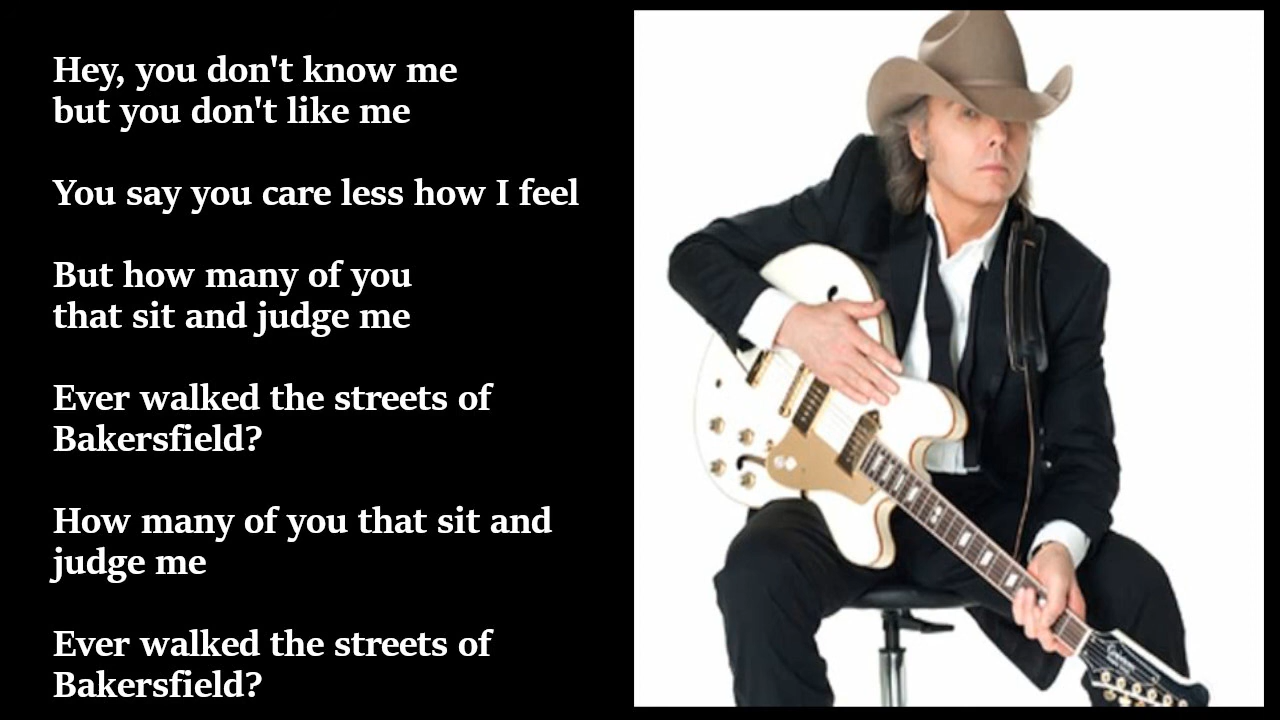 Hey, you don't know me
but you don't like me
You say you care less how I feel
But how many of you
that sit and judge me
Ever walked the streets of
Bakersfield?
How many of you that sit and
judge me
Ever walked the streets of
Bakersfield?